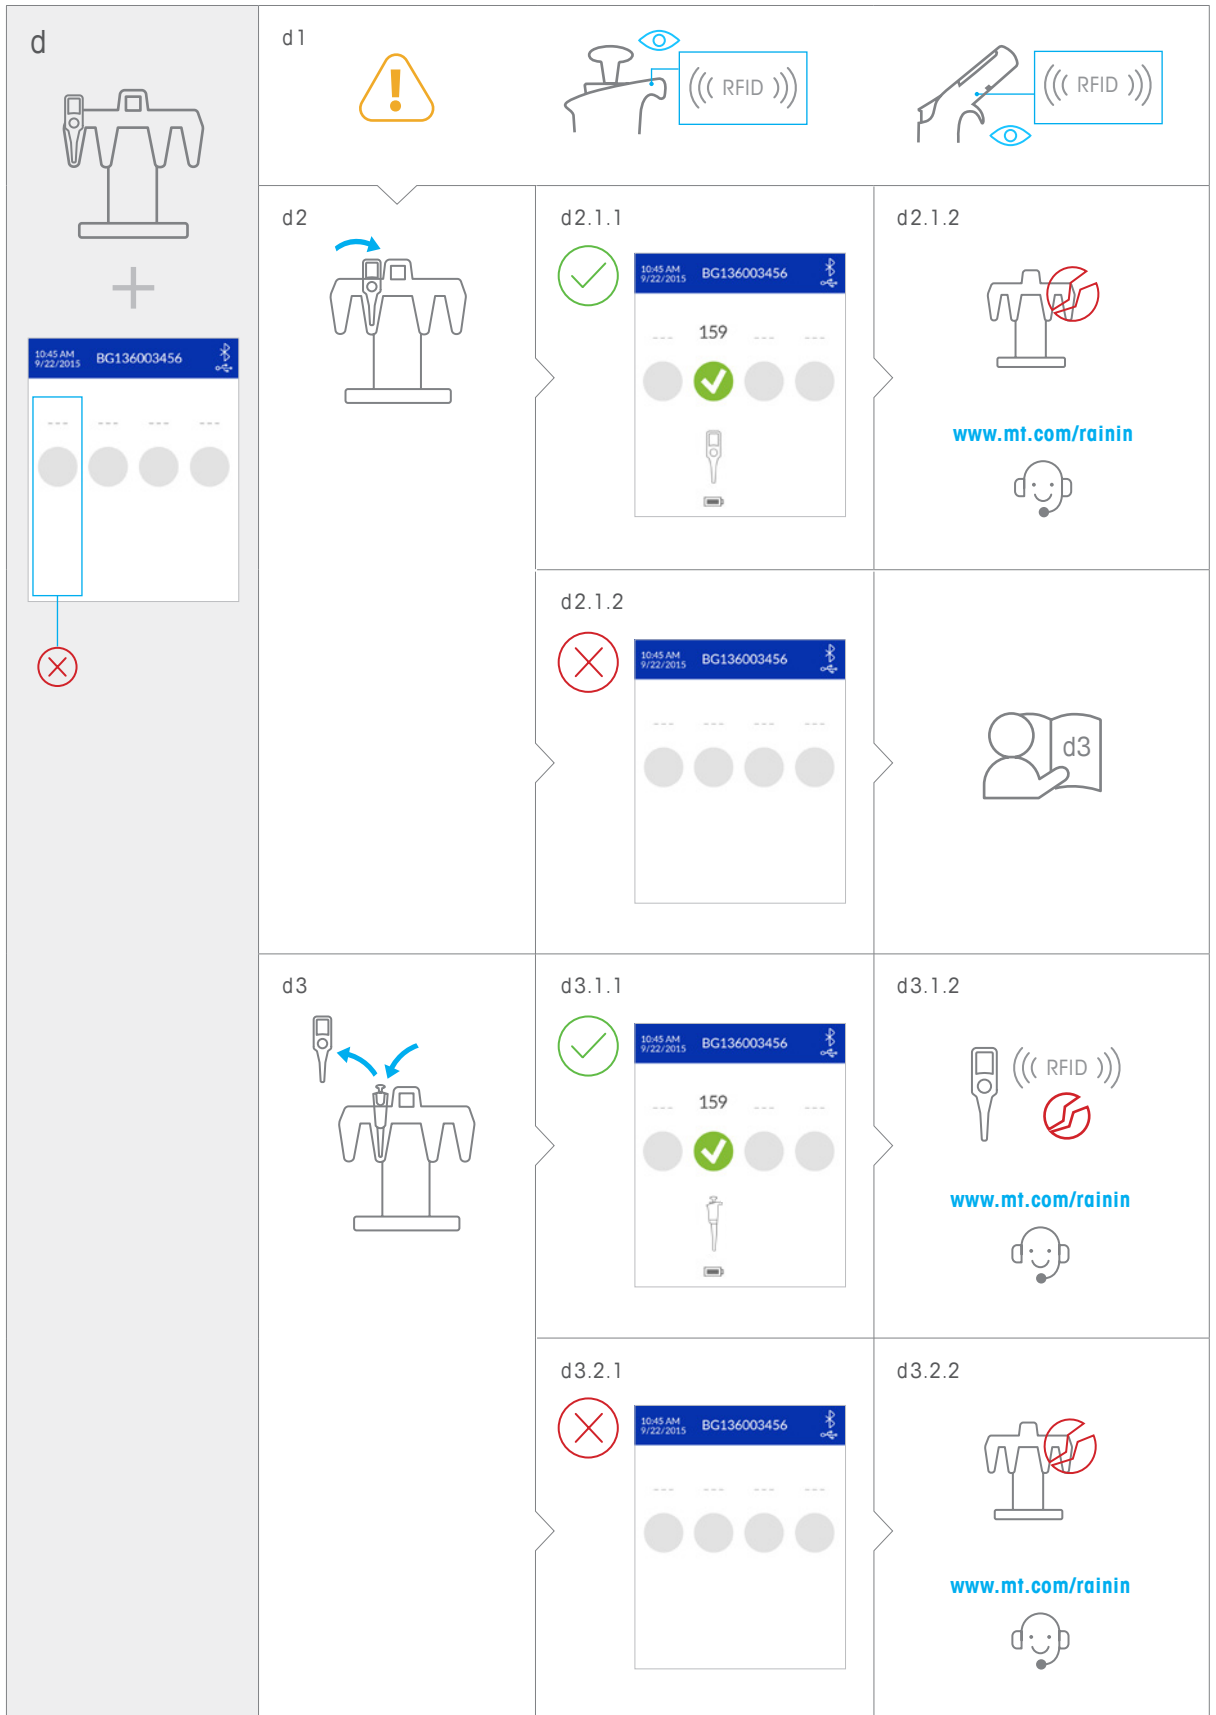 d
10:45 AM
9/22/2015
BG136003456
--- --- --- ---
d1
((( RFID )))
((( RFID )))
d2
d2.1.1
10:45 AM
9/22/2015
BG136003456
--- 159 --- ---
d2.1.2
www.mt.com/rainin
d2.1.2
10:45 AM
9/22/2015
BG136003456
--- --- --- ---
d3
d3
d3.1.1
10:45 AM
9/22/2015
BG136003456
--- 159 --- ---
d3.1.2
((( RFID )))
www.mt.com/rainin
d3.2.1
10:45 AM
9/22/2015
BG136003456
--- --- --- ---
d3.2.2
www.mt.com/rainin